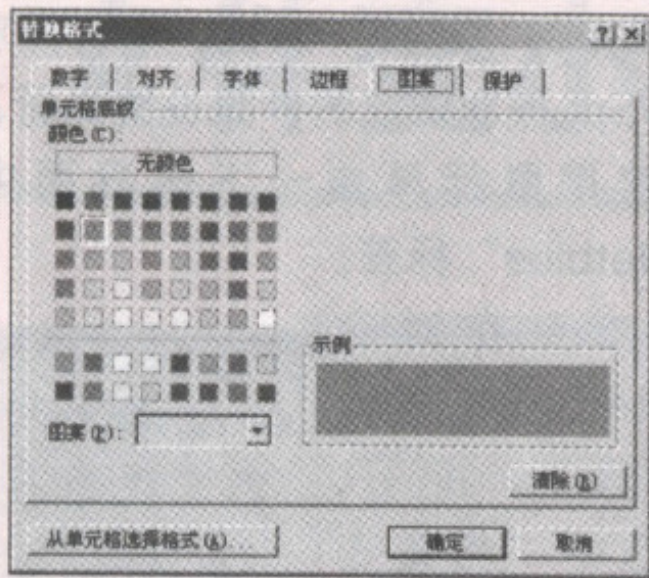 转换格式
数字 对齐 字体 边框 图案 保护
单元格底纹
颜色(C):
无颜色
示例
图案(P):
清除(R)
从单元格选择格式(A)...
确定 取消